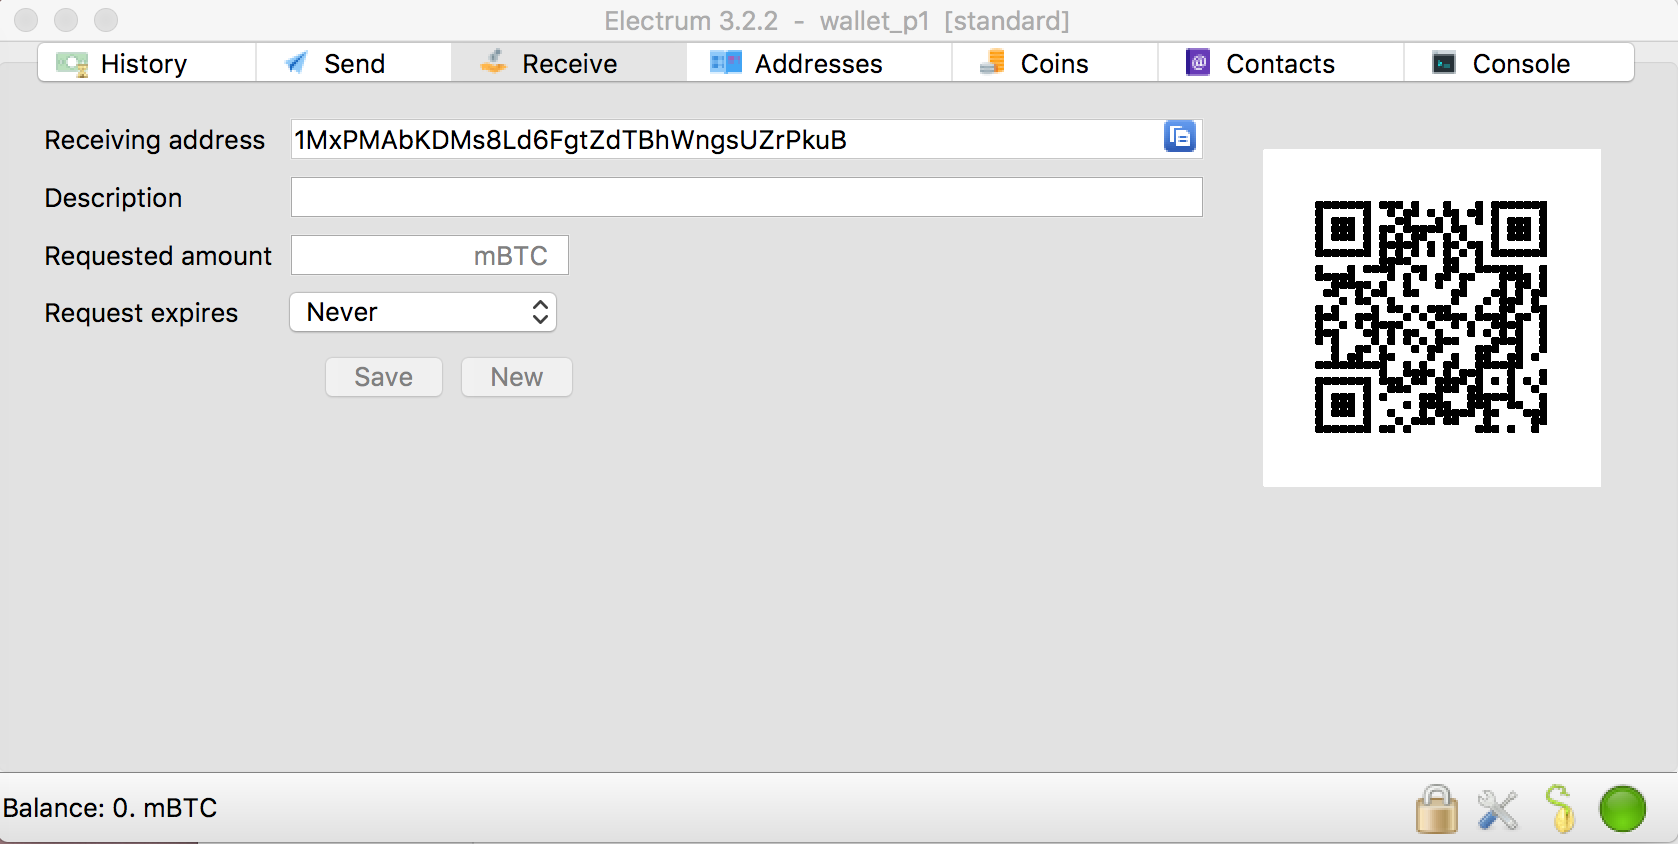 Electrum 3.2.2 - wallet_p1 [standard]
History Send Receive Addresses Coins Contacts Console
Receiving address 1MxPMAbKDMs8Ld6FgtZdTBhWngsUZrPkuB
Description
Requested amount mBTC
Request expires Never
Save New
Balance: 0. mBTC